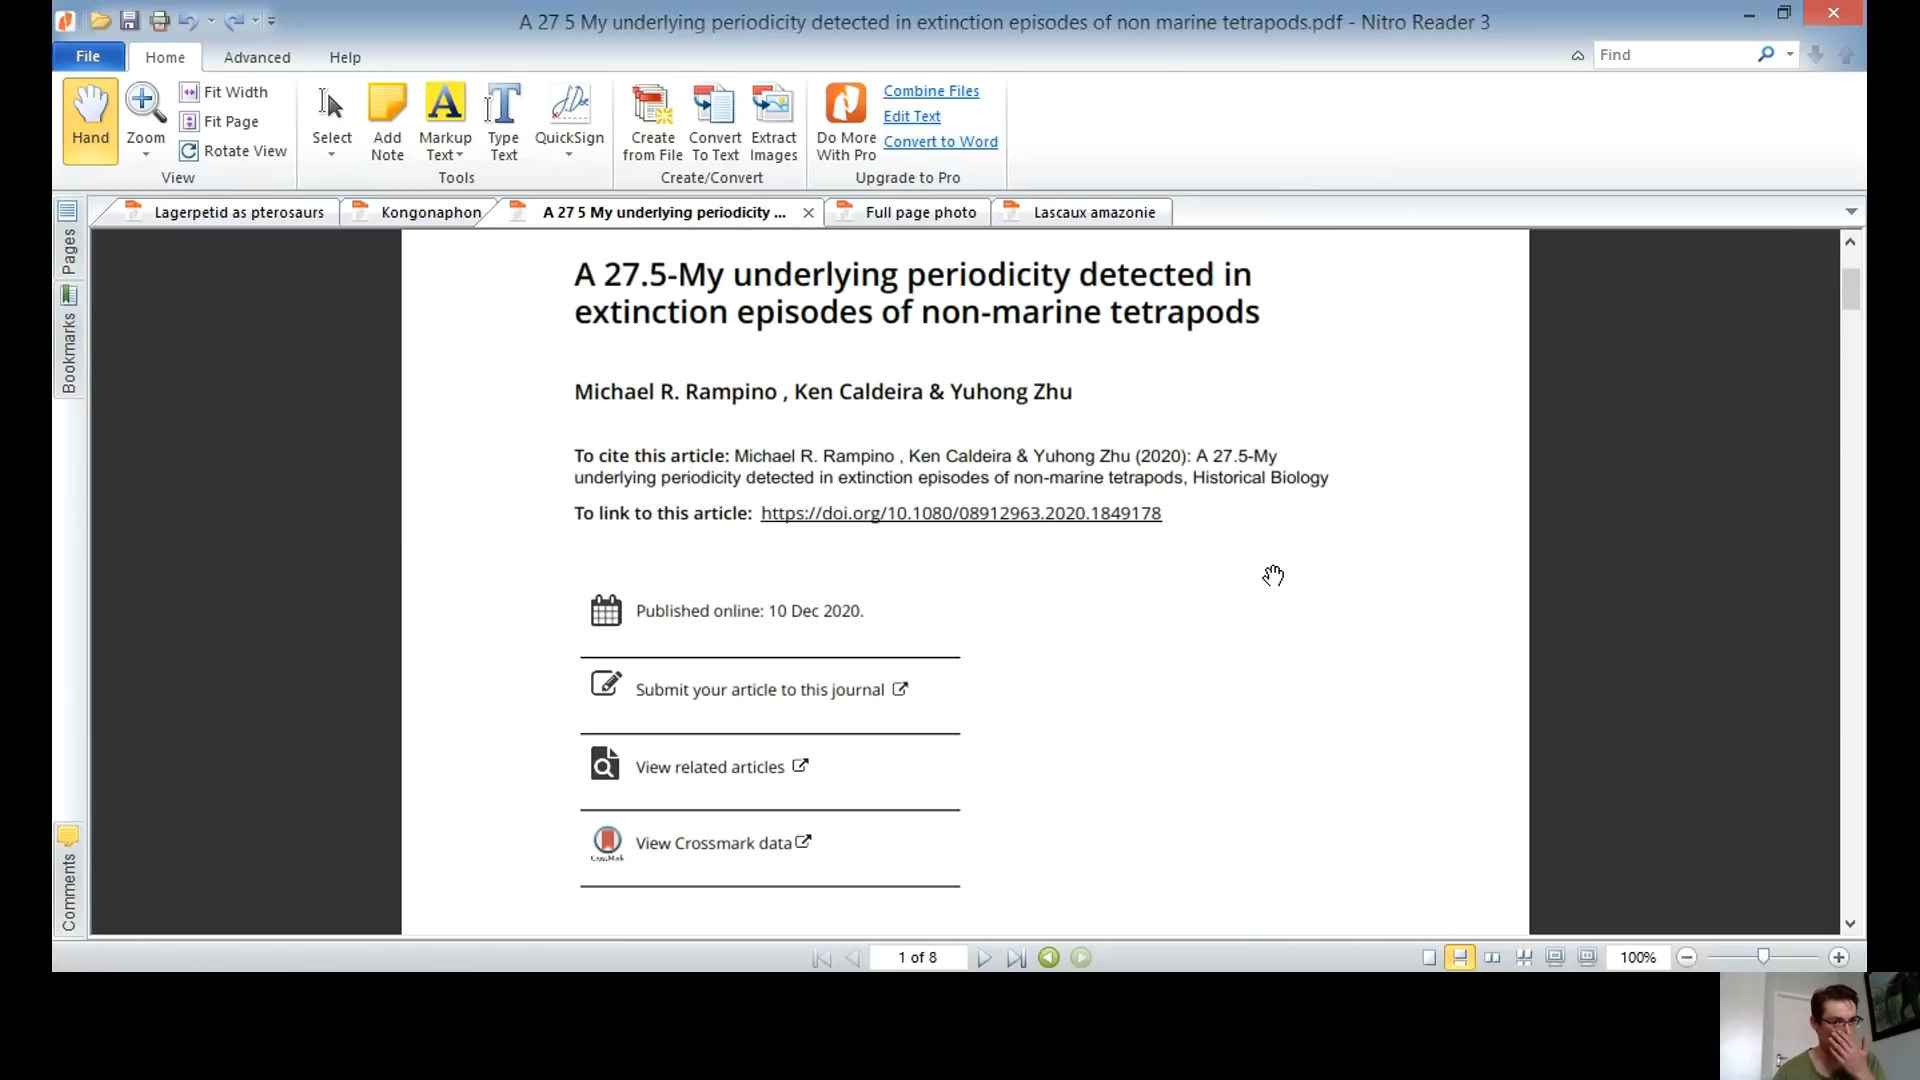 A 27 5 My underlying periodicity detected in extinction episodes of non marine tetrapods.pdf - Nitro Reader 3
File
Home
Advanced
Help
Find
Hand
Zoom
Fit Width
Fit Page
Rotate View
View
Select
Add
Note
Markup
Text
Type
Text
QuickSign
Tools
Create
from File
Convert
To Text
Extract
Images
Create/Convert
Do More
With Pro
Combine Files
Edit Text
Convert to Word
Upgrade to Pro
Lagerpetid as pterosaurs
Kongonaphon
A 27 5 My underlying periodicity ...
Full page photo
Lascaux amazonie
Pages
Bookmarks
Comments
A 27.5-My underlying periodicity detected in
extinction episodes of non-marine tetrapods
Michael R. Rampino , Ken Caldeira & Yuhong Zhu
To cite this article: Michael R. Rampino , Ken Caldeira & Yuhong Zhu (2020): A 27.5-My
underlying periodicity detected in extinction episodes of non-marine tetrapods, Historical Biology
To link to this article: https://doi.org/10.1080/08912963.2020.1849178
Published online: 10 Dec 2020.
Submit your article to this journal
View related articles
View Crossmark data
CrossMark
1 of 8
100%